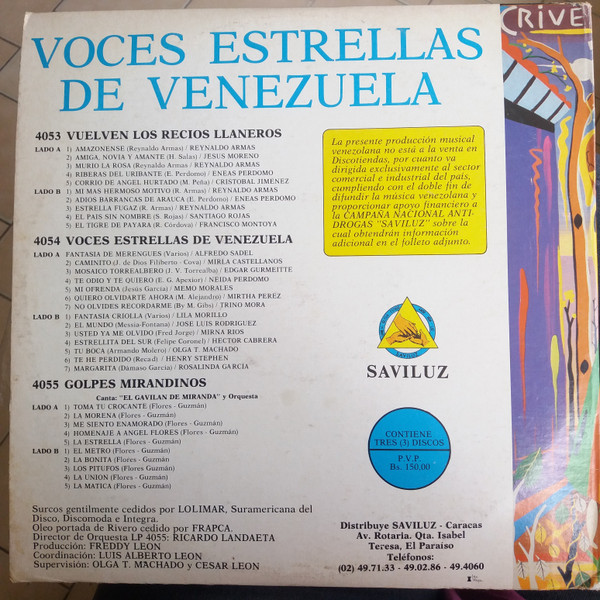 CRIVE
VOCES ESTRELLAS
DE VENEZUELA
4053 VUELVEN LOS RECIOS LLANEROS
LADO A 1) AMAZONENSE (Reynaldo Armas) / REYNALDO ARMAS
2) AMIGA, NOVIA Y AMANTE (H. Salas) / JESUS MORENO
3) MURIO LA ROSA (Reynaldo Armas) / REYNALDO ARMAS
4) RIBERAS DEL URIBANTE (E. Perdomo) / ENEAS PERDOMO
5) CORRIO DE ANGEL HURTADO (M. Peña) / CRISTOBAL JIMENEZ
LADO B 1) MI MAS HERMOSO MOTIVO (R. Armas) / REYNALDO ARMAS
2) ADIOS BARRANCAS DE ARAUCA (E. Perdomo) / ENEAS PERDOMO
3) ESTRELLA FUGAZ (R. Armas) / REYNALDO ARMAS
4) EL PAIS SIN NOMBRE (S. Rojas) / SANTIAGO ROJAS
5) EL TIGRE DE PAYARA (R. Córdova) / FRANCISCO MONTOYA
4054 VOCES ESTRELLAS DE VENEZUELA
LADO A FANTASIA DE MERENGUES (Varios) / ALFREDO SADEL
2) CAMINITO (J. de Dios Filiberto - Cova) / MIRLA CASTELLANOS
3) MOSAICO TORREALBERO (J. V. Torrealba) / EDGAR GURMEITTE
4) TE ODIO Y TE QUIERO (E. G. Apexior) / NEIDA PERDOMO
5) MI OFRENDA (Jesús García) / MEMO MORALES
6) QUIERO OLVIDARTE AHORA (M. Alejandro) / MIRTHA PEREZ
7) NO OLVIDES RECORDARME (By M. Gibs) / TRINO MORA
LADO B 1) FANTASIA CRIOLLA (Varios) / LILA MORILLO
2) EL MUNDO (Messia-Fontana) / JOSE LUIS RODRIGUEZ
3) USTED YA ME OLVIDO (Fred Jorge) / MIRNA RIOS
4) ESTRELLITA DEL SUR (Felipe Coronel) / HECTOR CABRERA
5) TU BOCA (Armando Molero) / OLGA T. MACHADO
6) TE HE PERDIDO (Reca:d) / HENRY STEPHEN
7) MARGARITA (Dámaso García) / ROSALINDA GARCIA
4055 GOLPES MIRANDINOS
Canta: "EL GAVILAN DE MIRANDA" y Orquesta
LADO A 1) TOMA TU CROCANTE (Flores - Guzmán)
2) LA MORENA (Flores - Guzmán)
3) ME SIENTO ENAMORADO (Flores - Guzmán)
4) HOMENAJE A ANGEL FLORES (Flores - Guzmán)
5) LA ESTRELLA (Flores - Guzmán)
LADO B 1) EL METRO (Flores - Guzmán)
2) LA BONITA (Flores - Guzmán)
3) LOS PITUFOS (Flores - Guzmán)
4) LA UNION (Flores - Guzmán)
5) LA MATICA (Flores - Guzmán)
Surcos gentilmente cedidos por LOLIMAR, Suramericana del
Disco, Discomoda e Integra.
Oleo portada de Rivero cedido por FRAPCA.
Director de Orquesta LP 4055: RICARDO LANDAETA
Producción: FREDDY LEON
Coordinación: LUIS ALBERTO LEON
Supervisión: OLGA T. MACHADO y CESAR LEON
La presente producción musical
venezolana no está a la venta en
Discotiendas, por cuanto va
dirigida exclusivamente al sector
comercial e industrial del país,
cumpliendo con el doble fin de
difundir la música venezolana y
proporcionar apoyo financiero a
la CAMPAÑA NACIONAL ANTI-
DROGAS "SAVILUZ" sobre la
cual obtendrán información
adicional en el folleto adjunto.
SAVILUZ
SAVILUZ
CONTIENE
TRES (3) DISCOS
P.V.P.
Bs. 150.00
Distribuye SAVILUZ - Caracas
Av. Rotaria. Qta. Isabel
Teresa, El Paraíso
Teléfonos:
(02) 49.71.33 - 49.02.86 - 49.4060